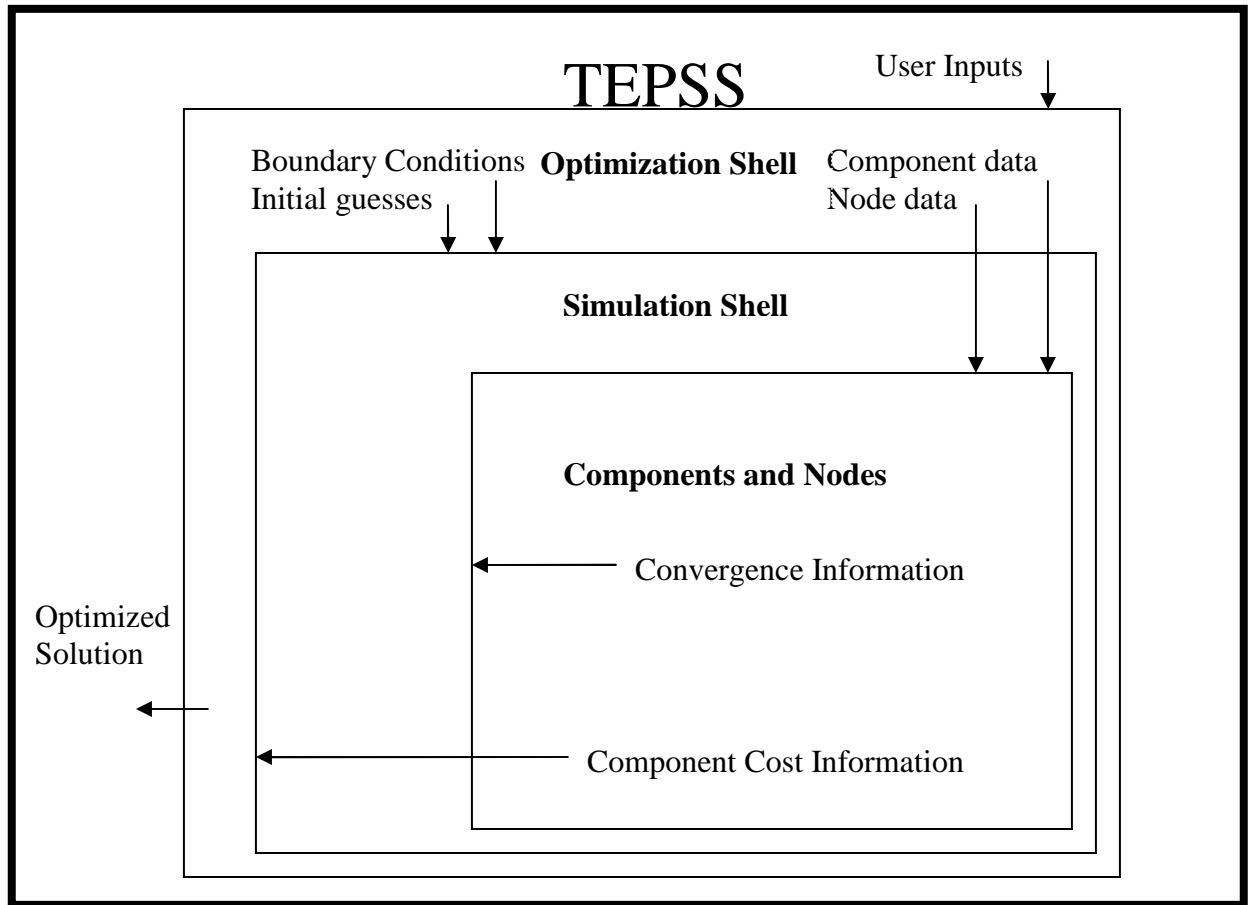 TEPSS
User Inputs
Boundary Conditions
Initial guesses
Optimization Shell
Component data
Node data
Simulation Shell
Components and Nodes
Convergence Information
Optimized
Solution
Component Cost Information